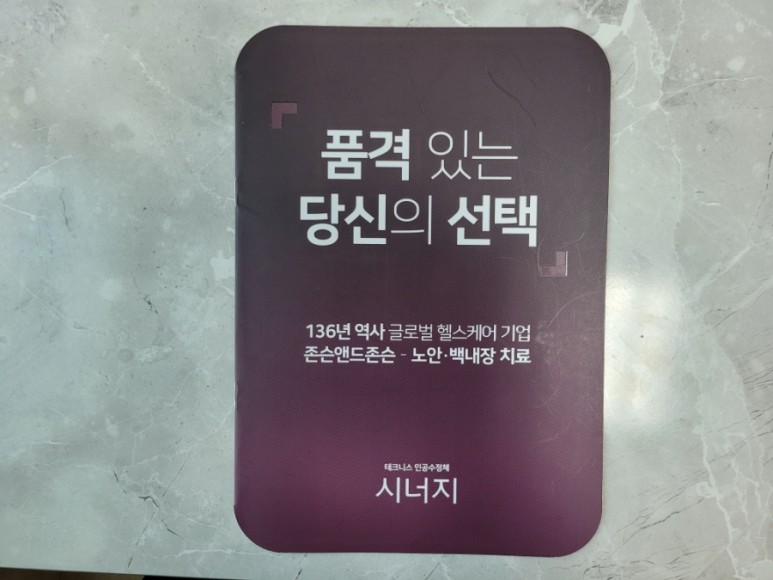 품격 있는
당신의 선택
136년 역사 글로벌 헬스케어 기업
존슨앤드존슨 - 노안·백내장 치료
테크니스 인공수정체
시너지